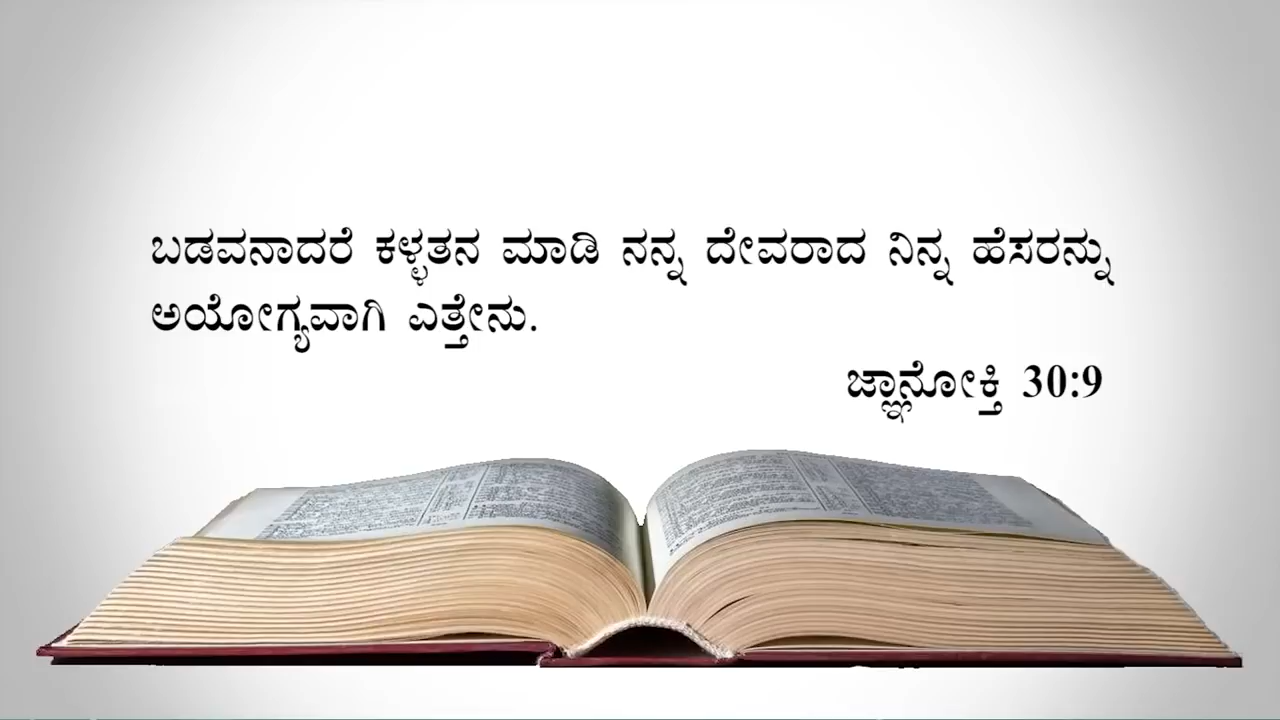 ಬಡವನಾದರೆ ಕಳ್ಳತನ ಮಾಡಿ ನನ್ನ ದೇವರಾದ ನಿನ್ನ ಹೆಸರನ್ನು
ಅಯೋಗ್ಯವಾಗಿ ಎತ್ತೇನು.
ಜ್ಞಾನೋಕ್ತಿ 30:9